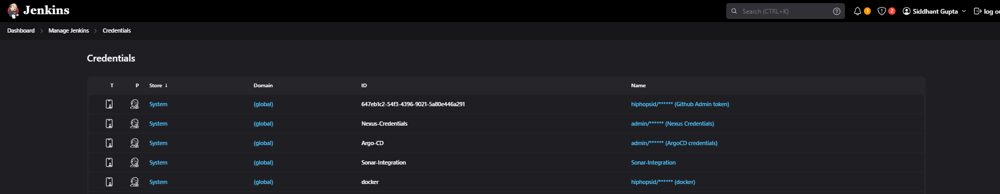 Jenkins
Search (CTRL+K) ?
1 2 Siddhant Gupta log ou
Dashboard > Manage Jenkins > Credentials
Credentials
T P Store ↓ Domain ID Name
System (global) 647eb1c2-54f3-4396-9021-5a80e446a291 hiphopsid/****** (Github Admin token)
System (global) Nexus-Credentials admin/****** (Nexus Credentials)
System (global) Argo-CD admin/****** (ArgoCD credentials)
System (global) Sonar-Integration Sonar-Integration
System (global) docker hiphopsid/****** (docker)